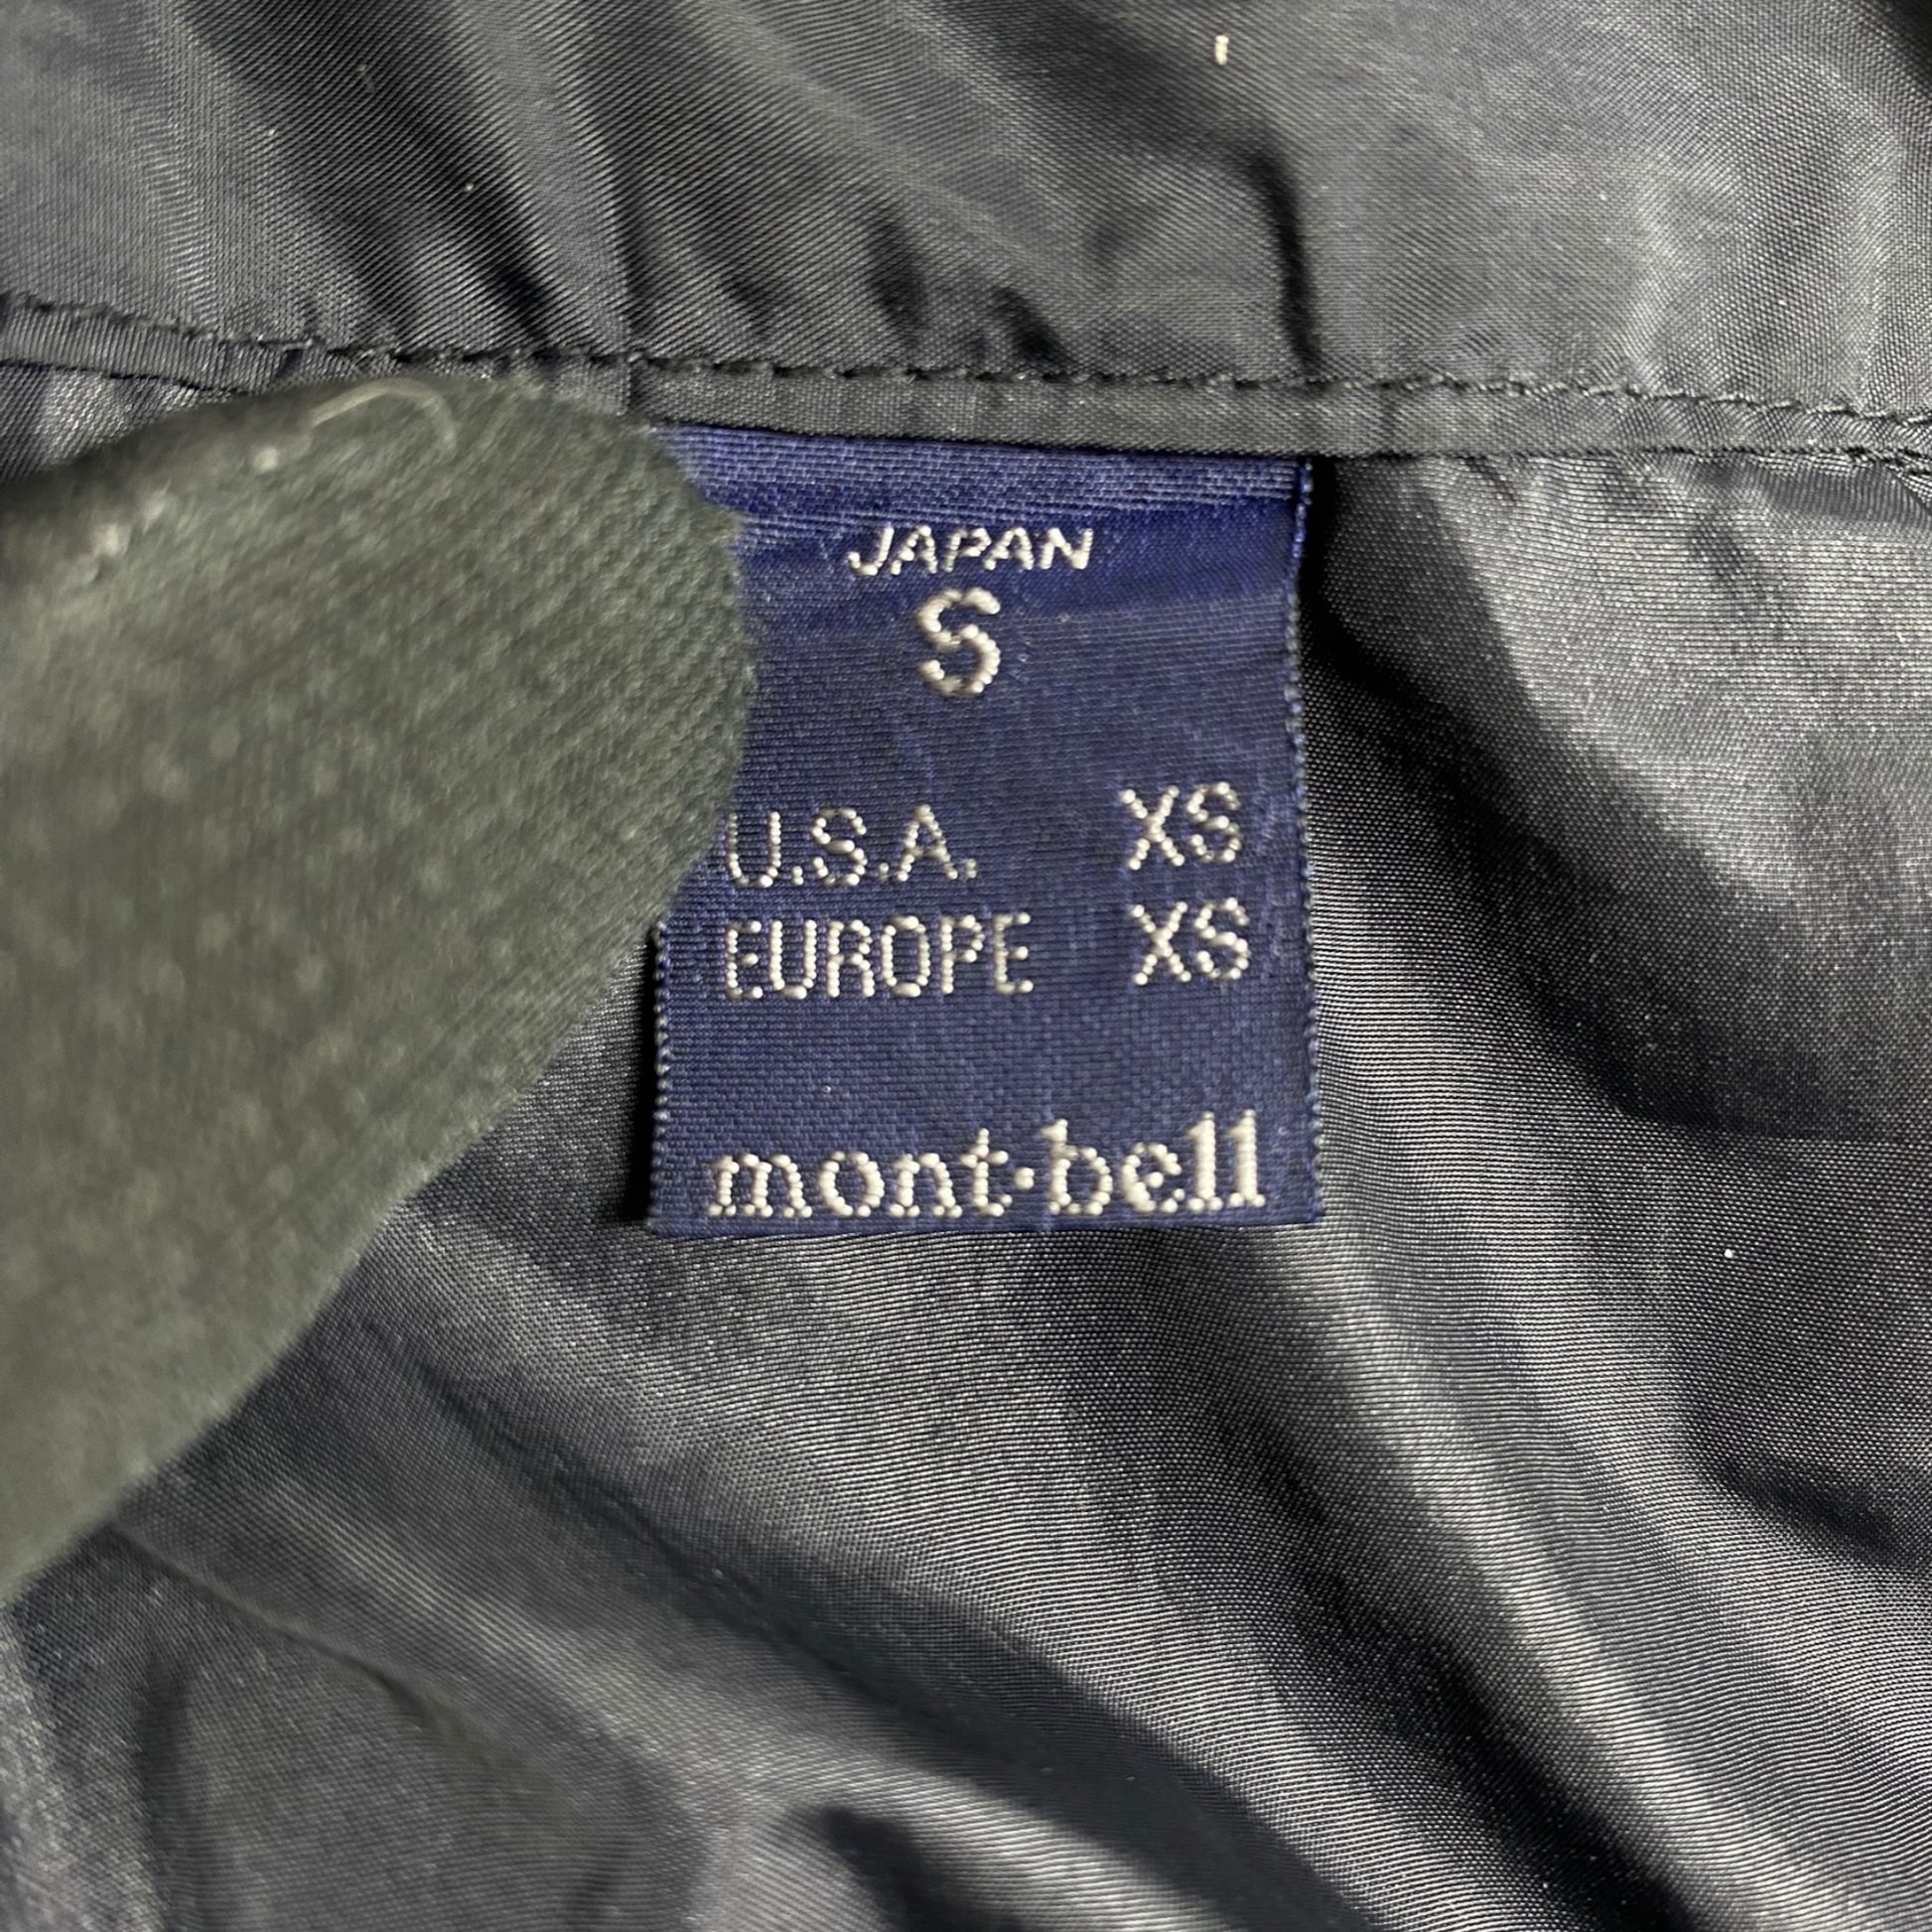 JAPAN
S
U.S.A. XS
EUROPE XS
mont·bell